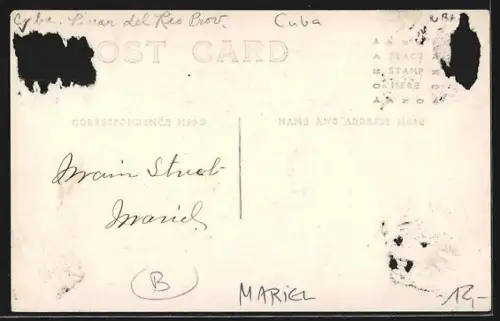 Cuba. Pinar del Rio Prov. Cuba
POST CARD
PLACE
STAMP
HERE
CORRESPONDENCE HERE NAME AND ADDRESS HERE
Main Street
Mariel
B
MARIEL
12,-